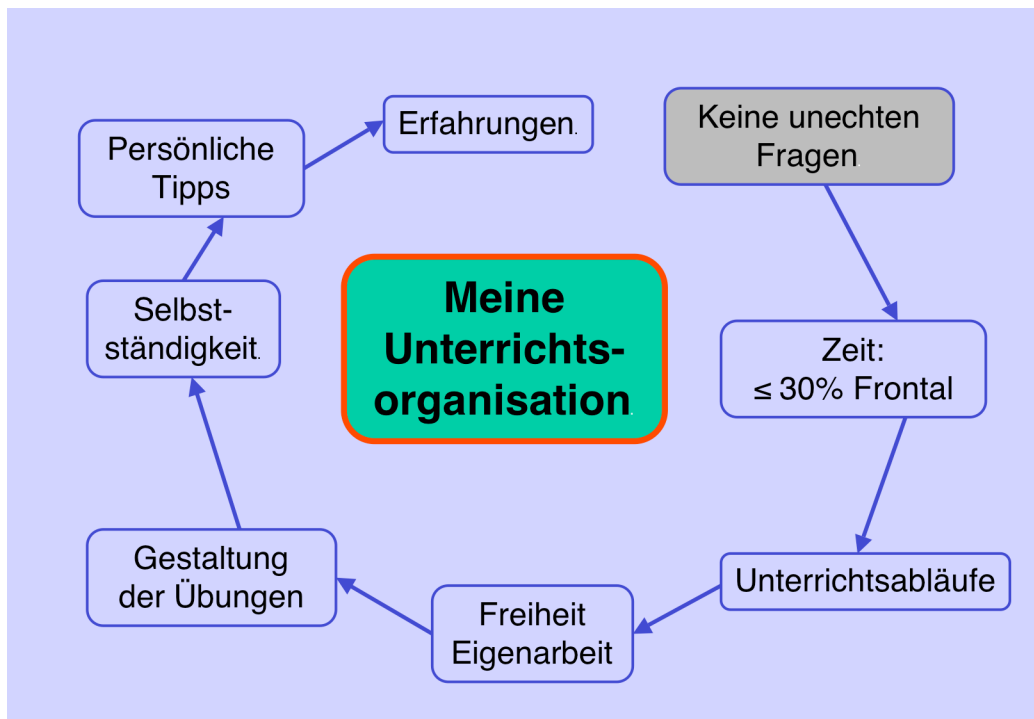 Meine
Unterrichts-
organisation.
Keine unechten
Fragen.
Zeit:
≤ 30% Frontal
Unterrichtsabläufe
Freiheit
Eigenarbeit
Gestaltung
der Übungen
Selbst-
ständigkeit.
Persönliche
Tipps
Erfahrungen.